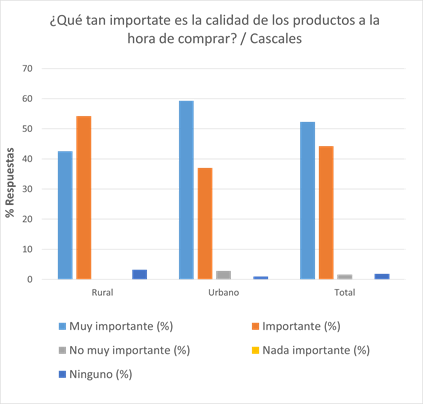 ¿Qué tan importate es la calidad de los productos a la
hora de comprar? / Cascales
70
60
50
40
30
20
10
0
% Respuestas
Rural
Urbano
Total
Muy importante (%)
Importante (%)
No muy importante (%)
Nada importante (%)
Ninguno (%)